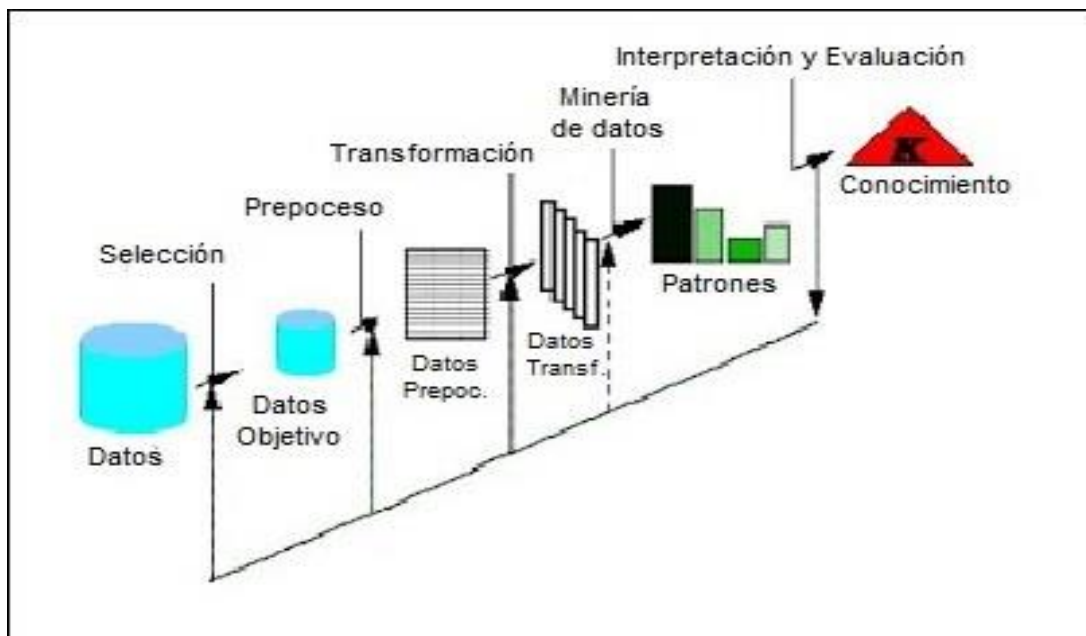 Interpretación y Evaluación
Minería
de datos
Transformación
Prepoceso
Selección
K
Conocimiento
Patrones
Datos
Transf.
Datos
Prepoc.
Datos
Objetivo
Datos